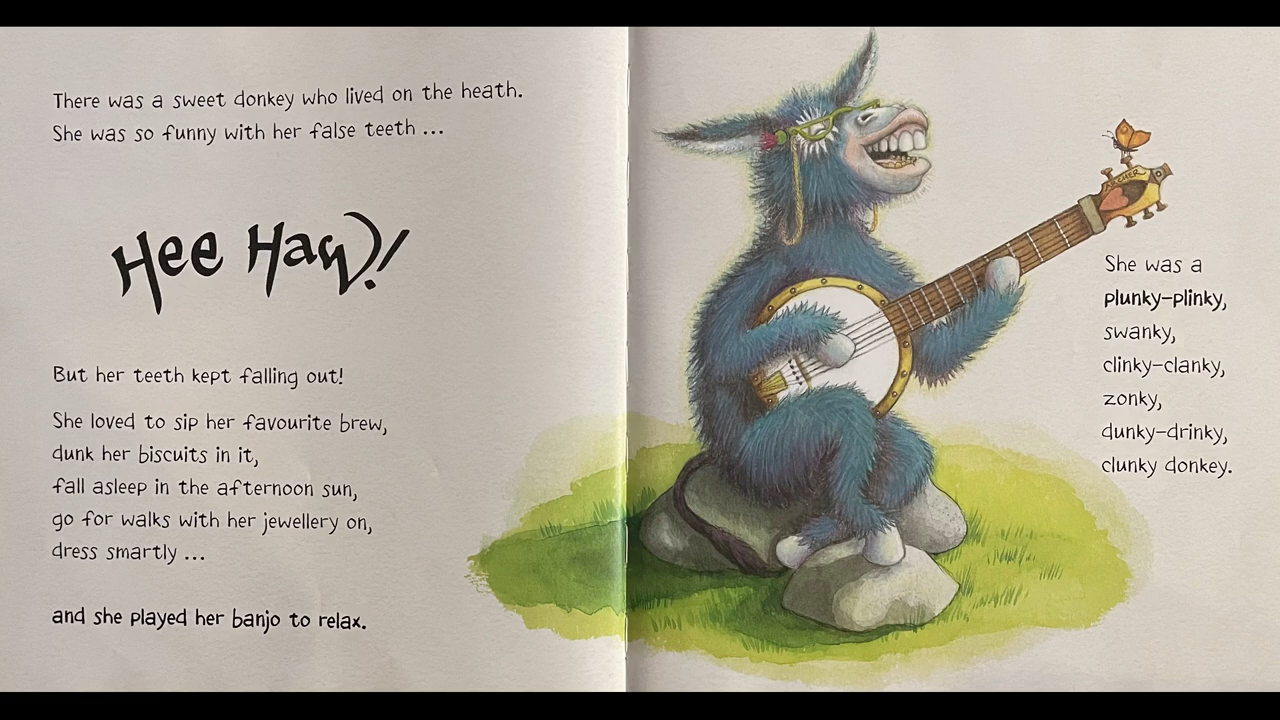 There was a sweet donkey who lived on the heath.
She was so funny with her false teeth ...
Hee Haw!
But her teeth kept falling out!
She loved to sip her favourite brew,
dunk her biscuits in it,
fall asleep in the afternoon sun,
go for walks with her jewellery on,
dress smartly ...
and she played her banjo to relax.
ARCHER
She was a
plunky-plinky,
swanky,
clinky-clanky,
zonky,
dunky-drinky,
clunky donkey.